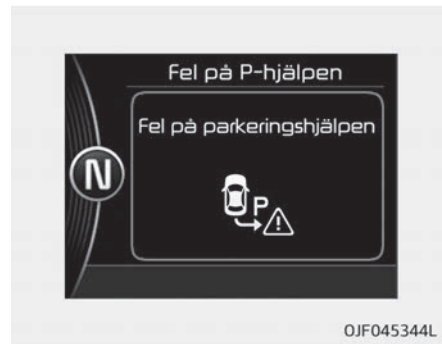 Fel på P-hjälpen
Fel på parkeringshjälpen
N
P
OJF045344L